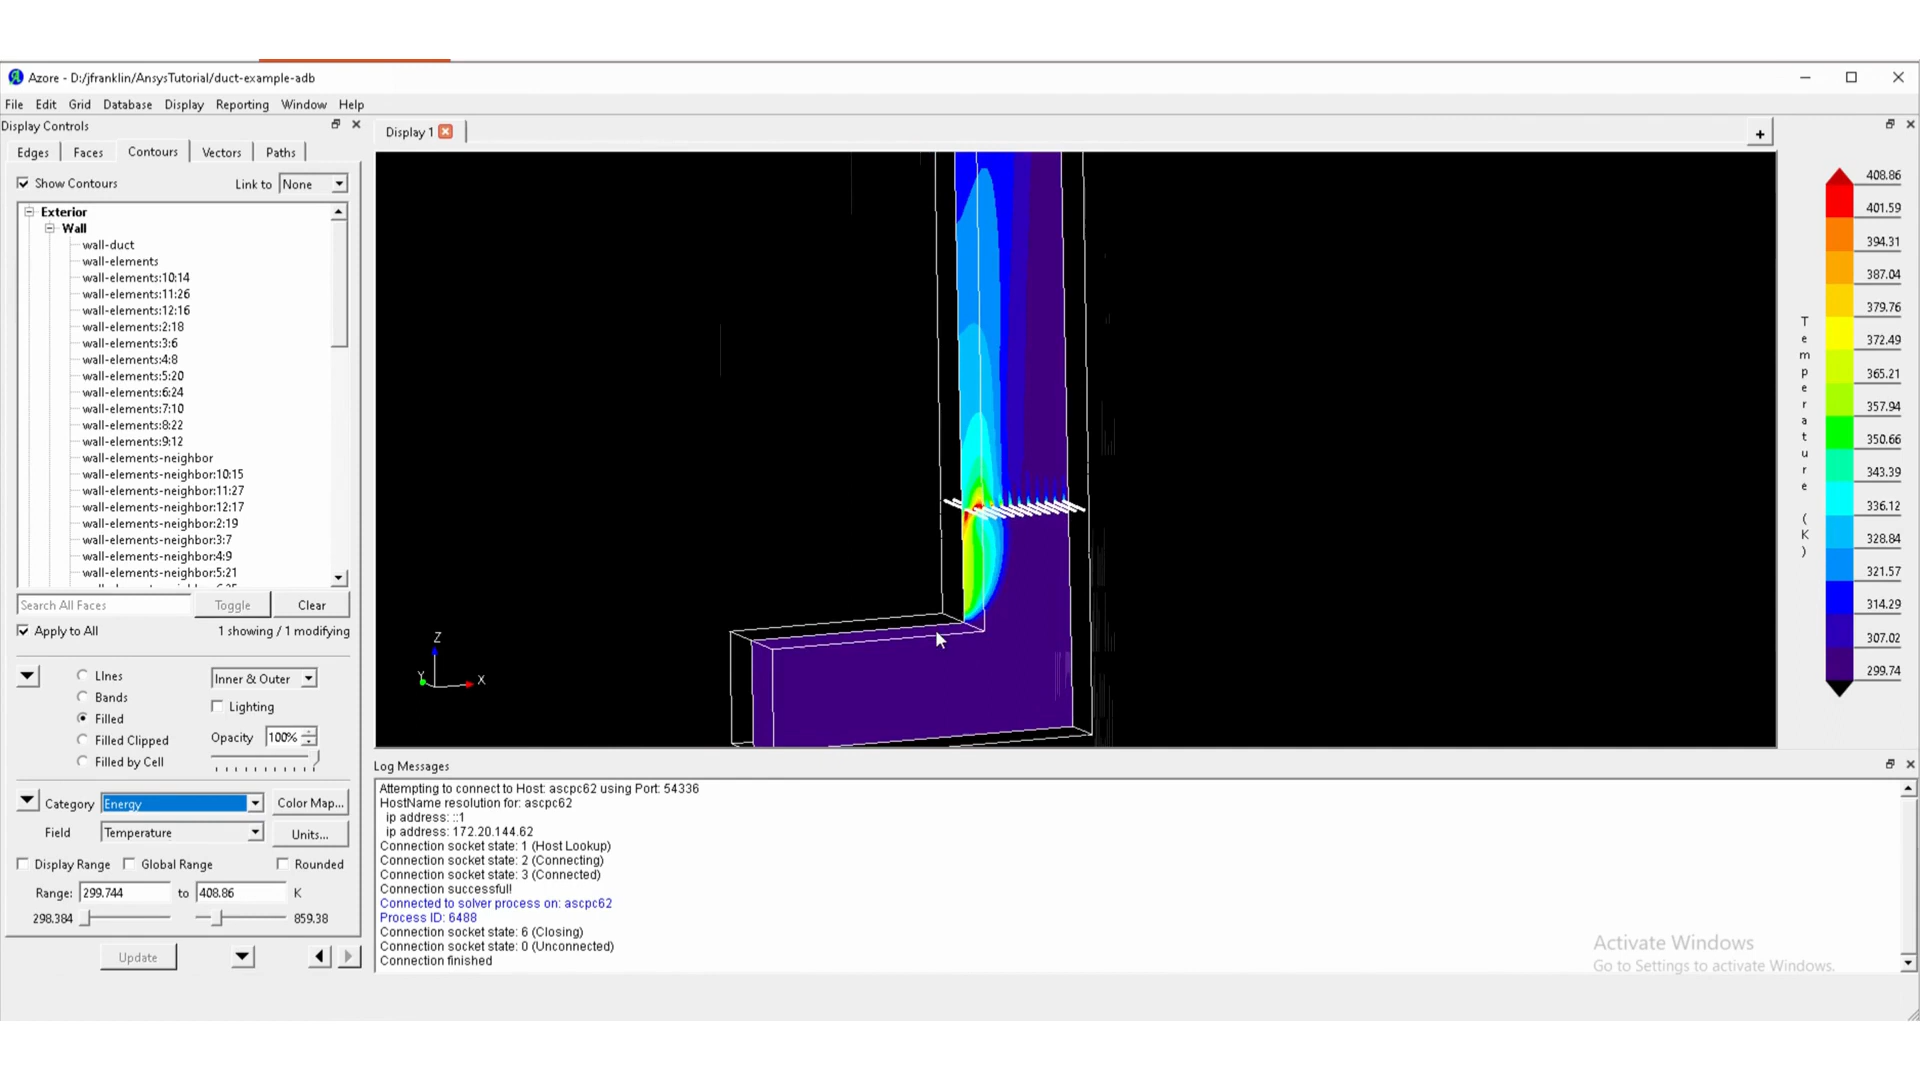 Azore - D:/jfranklin/AnsysTutorial/duct-example-adb
File Edit Grid Database Display Reporting Window Help
Display Controls
Edges Faces Contours Vectors Paths
Show Contours Link to None
Exterior
Wall
wall-duct
wall-elements
wall-elements:10:14
wall-elements:11:26
wall-elements:12:16
wall-elements:2:18
wall-elements:3:6
wall-elements:4:8
wall-elements:5:20
wall-elements:6:24
wall-elements:7:10
wall-elements:8:22
wall-elements:9:12
wall-elements-neighbor
wall-elements-neighbor:10:15
wall-elements-neighbor:11:27
wall-elements-neighbor:12:17
wall-elements-neighbor:2:19
wall-elements-neighbor:3:7
wall-elements-neighbor:4:9
wall-elements-neighbor:5:21
Search All Faces Toggle Clear
Apply to All 1 showing / 1 modifying
LInes Inner & Outer
Bands Lighting
Filled
Filled Clipped Opacity 100%
Filled by Cell
Category Energy Color Map...
Field Temperature Units...
Display Range Global Range Rounded
Range: 299.744 to 408.86 K
298.384 859.38
Update
Display 1
+
Z
Y
X
Temperature (K)
408.86
401.59
394.31
387.04
379.76
372.49
365.21
357.94
350.66
343.39
336.12
328.84
321.57
314.29
307.02
299.74
Log Messages
Attempting to connect to Host: ascpc62 using Port: 54336
HostName resolution for: ascpc62
ip address: ::1
ip address: 172.20.144.62
Connection socket state: 1 (Host Lookup)
Connection socket state: 2 (Connecting)
Connection socket state: 3 (Connected)
Connection successful!
Connected to solver process on: ascpc62
Process ID: 6488
Connection socket state: 6 (Closing)
Connection socket state: 0 (Unconnected)
Connection finished
Activate Windows
Go to Settings to activate Windows.